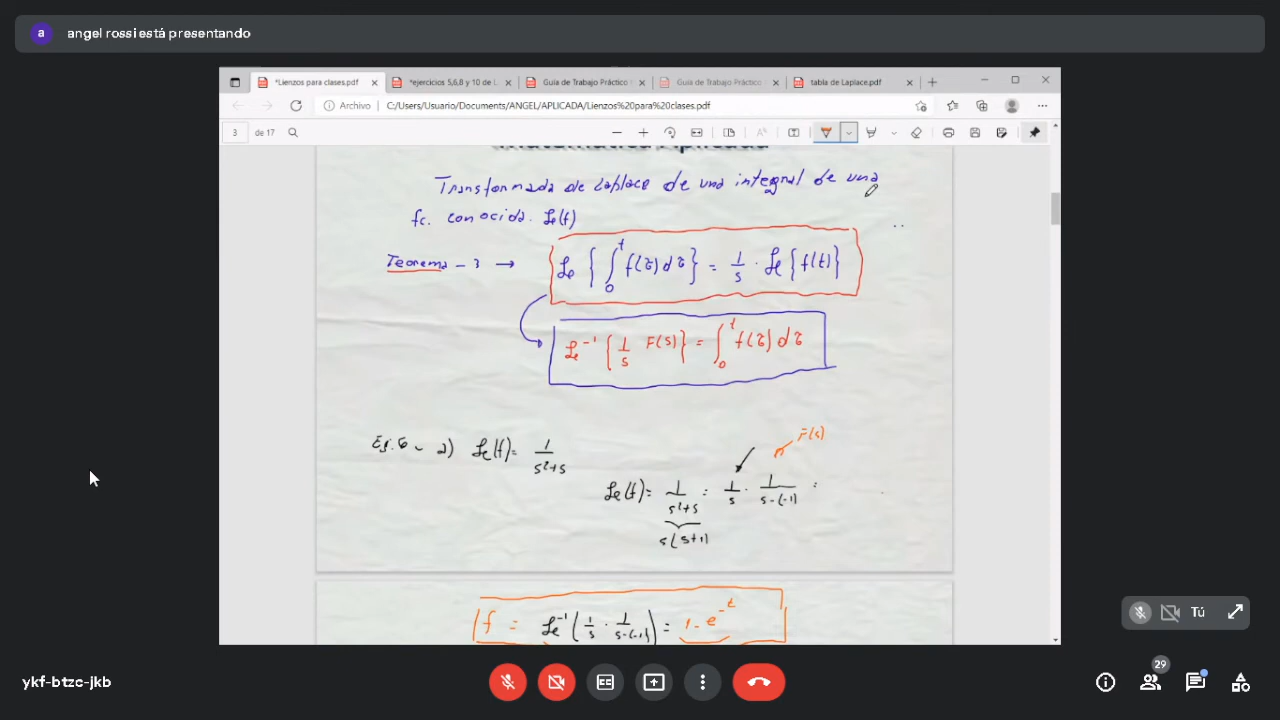 a angel rossi está presentando
*Lienzos para clases.pdf
*ejercicios 5,6,8 y 10 de L
Guía de Trabajo Práctico
Guía de Trabajo Práctico
tabla de Laplace.pdf
Archivo C:/Users/Usuario/Documents/ANGEL/APLICADA/Lienzos%20para%20clases.pdf
3 de 17
Matemática Aplicada
Transformada de Laplace de una integral de una
fc. conocida. ℒ(f)
Teorema - 3 → ℒ{∫₀ᵗ f(τ)dτ} = 1/s · ℒ{f(t)}
ℒ⁻¹{1/s F(s)} = ∫₀ᵗ f(τ)dτ
F(s)
Ej. 6 - a) ℒ(f) = 1/(s²+s)
ℒ(f) = 1/(s²+s) = 1/s · 1/(s-(-1)) =
s(s+1)
f = ℒ⁻¹(1/s · 1/(s-(-1))) = 1 - e⁻ᵗ
Tú
ykf-btzc-jkb
29